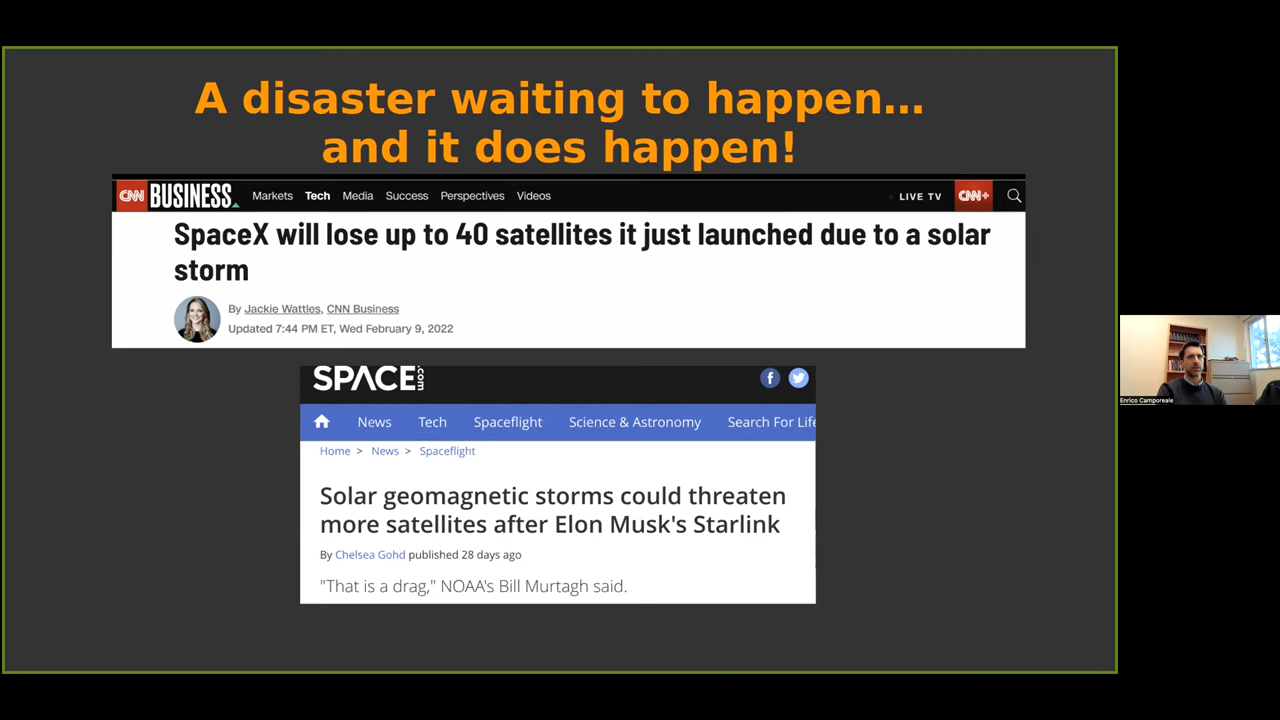 A disaster waiting to happen…
and it does happen!
CNN BUSINESS Markets Tech Media Success Perspectives Videos LIVE TV CNN+
SpaceX will lose up to 40 satellites it just launched due to a solar
storm
By Jackie Wattles, CNN Business
Updated 7:44 PM ET, Wed February 9, 2022
SPACE.com f
News Tech Spaceflight Science & Astronomy Search For Life
Home > News > Spaceflight
Solar geomagnetic storms could threaten
more satellites after Elon Musk's Starlink
By Chelsea Gohd published 28 days ago
"That is a drag," NOAA's Bill Murtagh said.
Enrico Camporeale